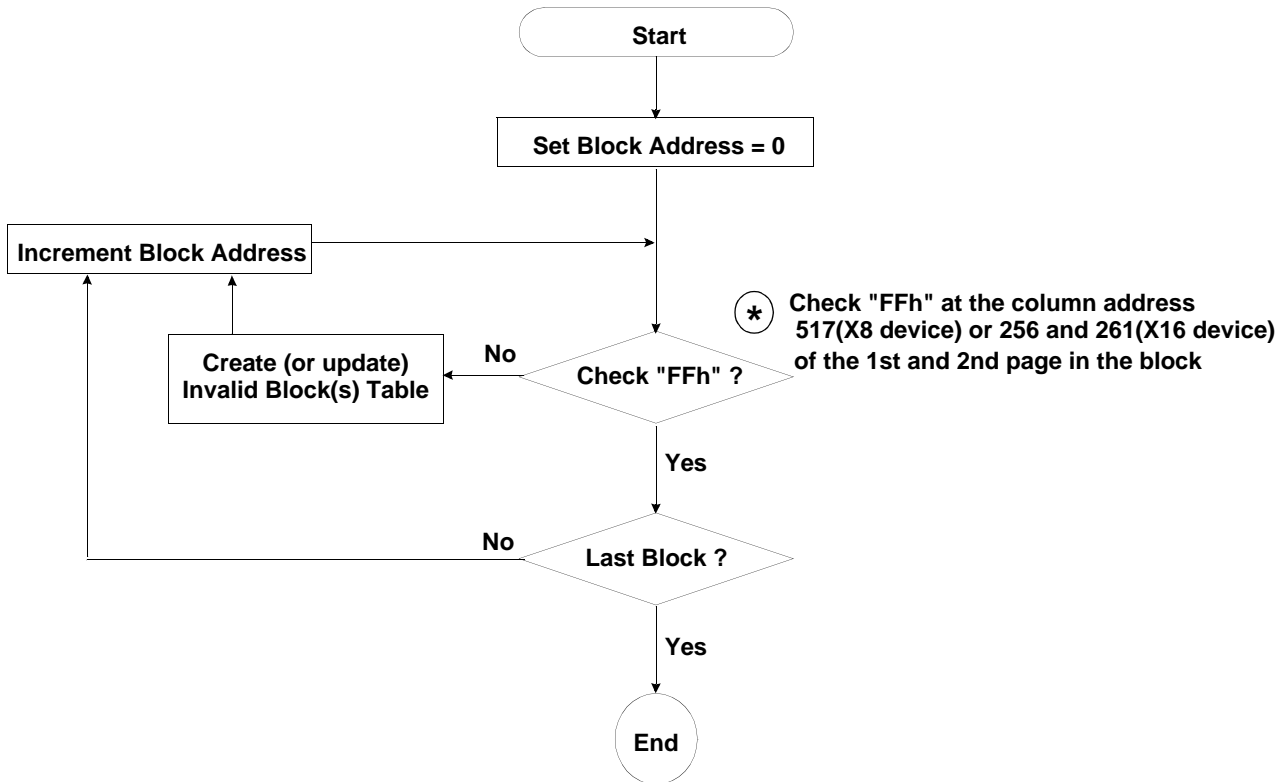 Start
Set Block Address = 0
Increment Block Address
*
Check "FFh" at the column address
517(X8 device) or 256 and 261(X16 device)
of the 1st and 2nd page in the block
No
Create (or update)
Invalid Block(s) Table
Check "FFh" ?
Yes
No
Last Block ?
Yes
End